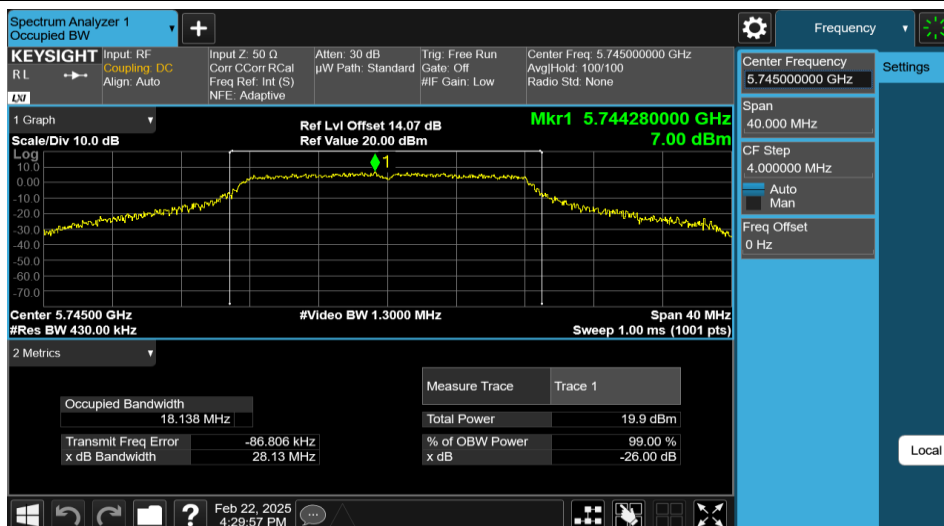 Spectrum Analyzer 1
Occupied BW
Frequency
KEYSIGHT
RL
LXI
Input: RF
Coupling: DC
Align: Auto
Input Z: 50 Ω
Corr CCorr RCal
Freq Ref: Int (S)
NFE: Adaptive
Atten: 30 dB
µW Path: Standard
Trig: Free Run
Gate: Off
#IF Gain: Low
Center Freq: 5.745000000 GHz
Avg|Hold: 100/100
Radio Std: None
Center Frequency
5.745000000 GHz
Settings
Span
40.000 MHz
CF Step
4.000000 MHz
Auto
Man
Freq Offset
0 Hz
Local
1 Graph
Scale/Div 10.0 dB
Ref Lvl Offset 14.07 dB
Ref Value 20.00 dBm
Mkr1 5.744280000 GHz
7.00 dBm
Log
1
10.0
0.00
-10.0
-20.0
-30.0
-40.0
-50.0
-60.0
-70.0
Center 5.74500 GHz
#Res BW 430.00 kHz
#Video BW 1.3000 MHz
Span 40 MHz
Sweep 1.00 ms (1001 pts)
2 Metrics
Measure Trace Trace 1
Occupied Bandwidth
18.138 MHz
Total Power 19.9 dBm
Transmit Freq Error -86.806 kHz
% of OBW Power 99.00 %
x dB Bandwidth 28.13 MHz
x dB -26.00 dB
?
Feb 22, 2025
4:29:57 PM